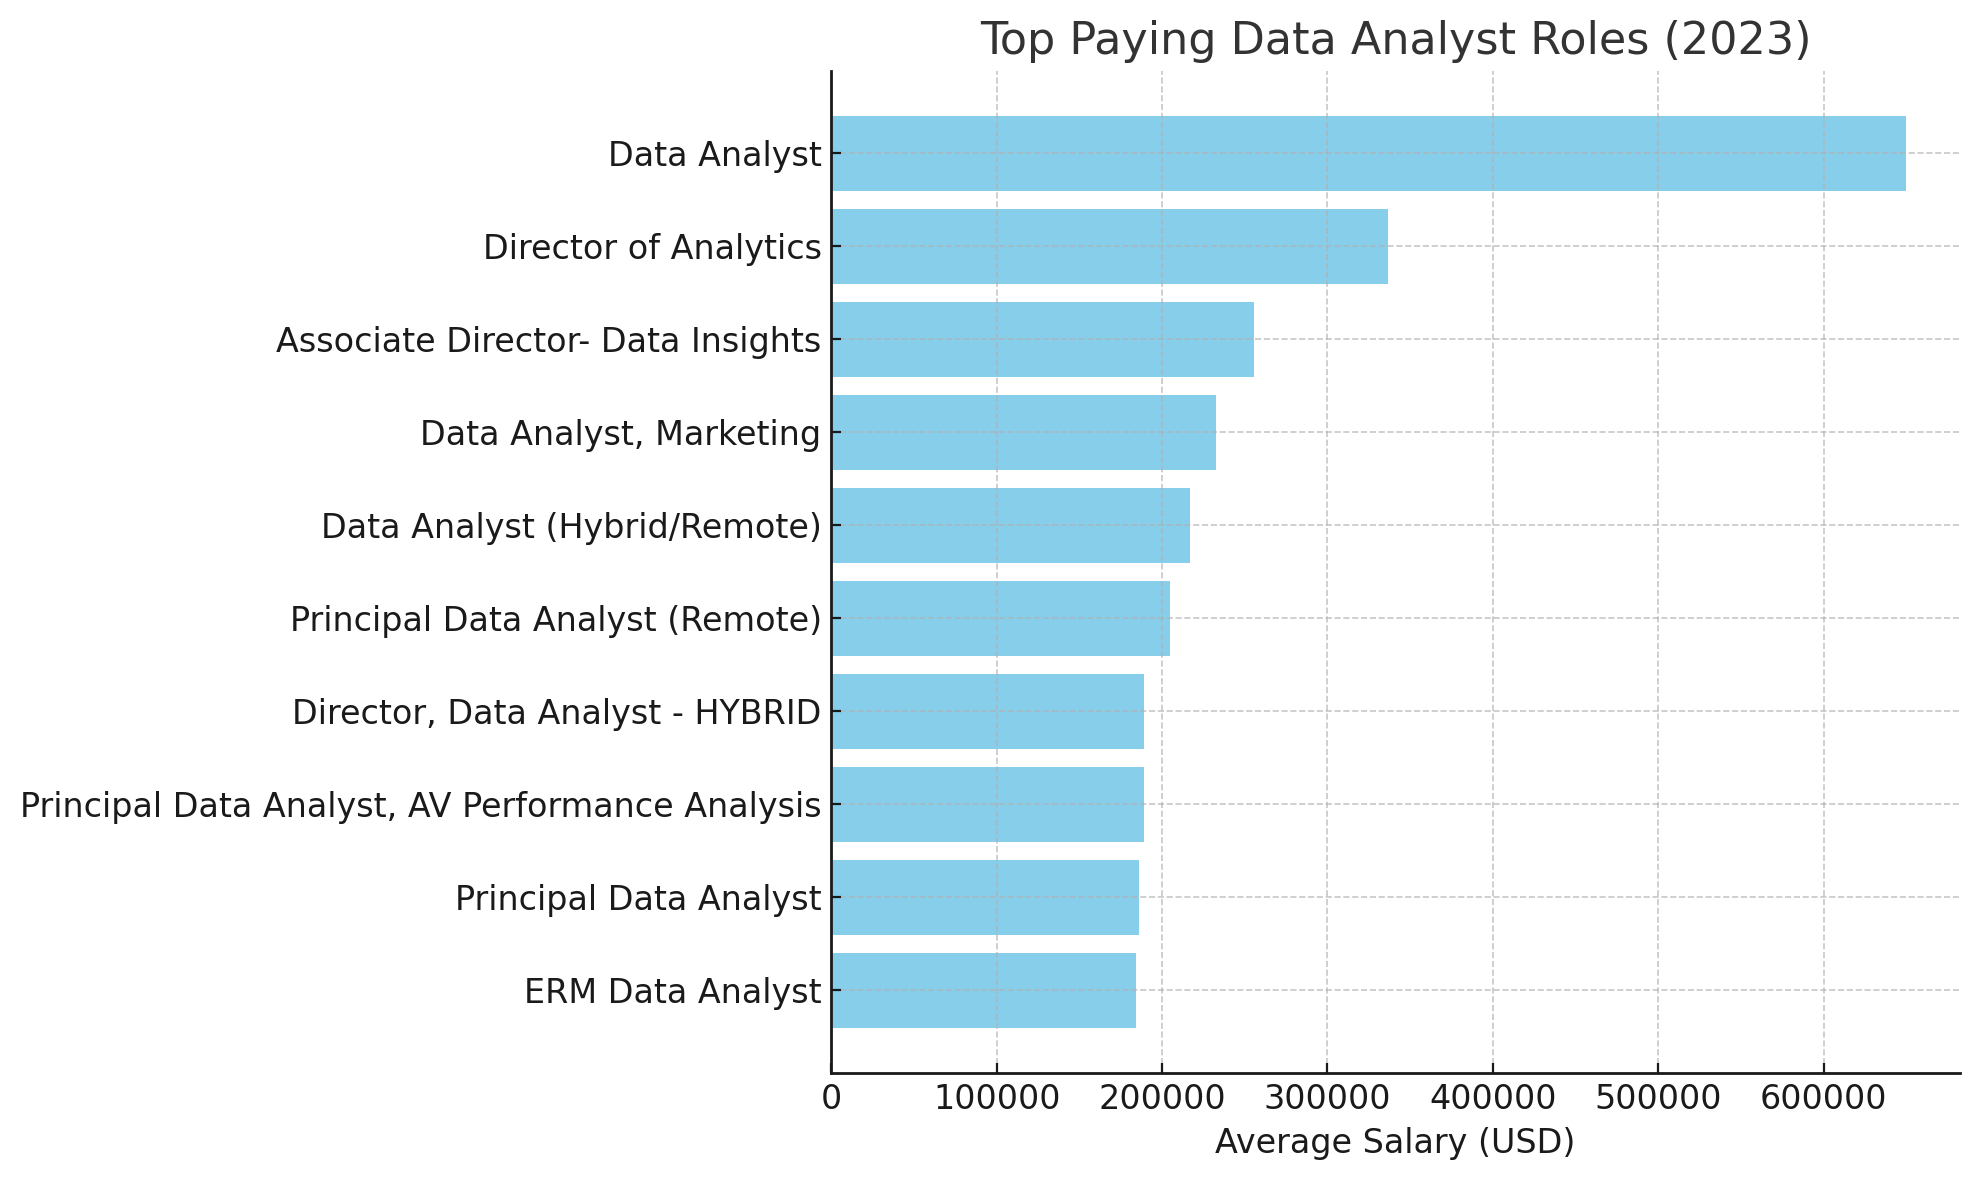 Top Paying Data Analyst Roles (2023)
Data Analyst
Director of Analytics
Associate Director- Data Insights
Data Analyst, Marketing
Data Analyst (Hybrid/Remote)
Principal Data Analyst (Remote)
Director, Data Analyst - HYBRID
Principal Data Analyst, AV Performance Analysis
Principal Data Analyst
ERM Data Analyst
0 100000 200000 300000 400000 500000 600000
Average Salary (USD)